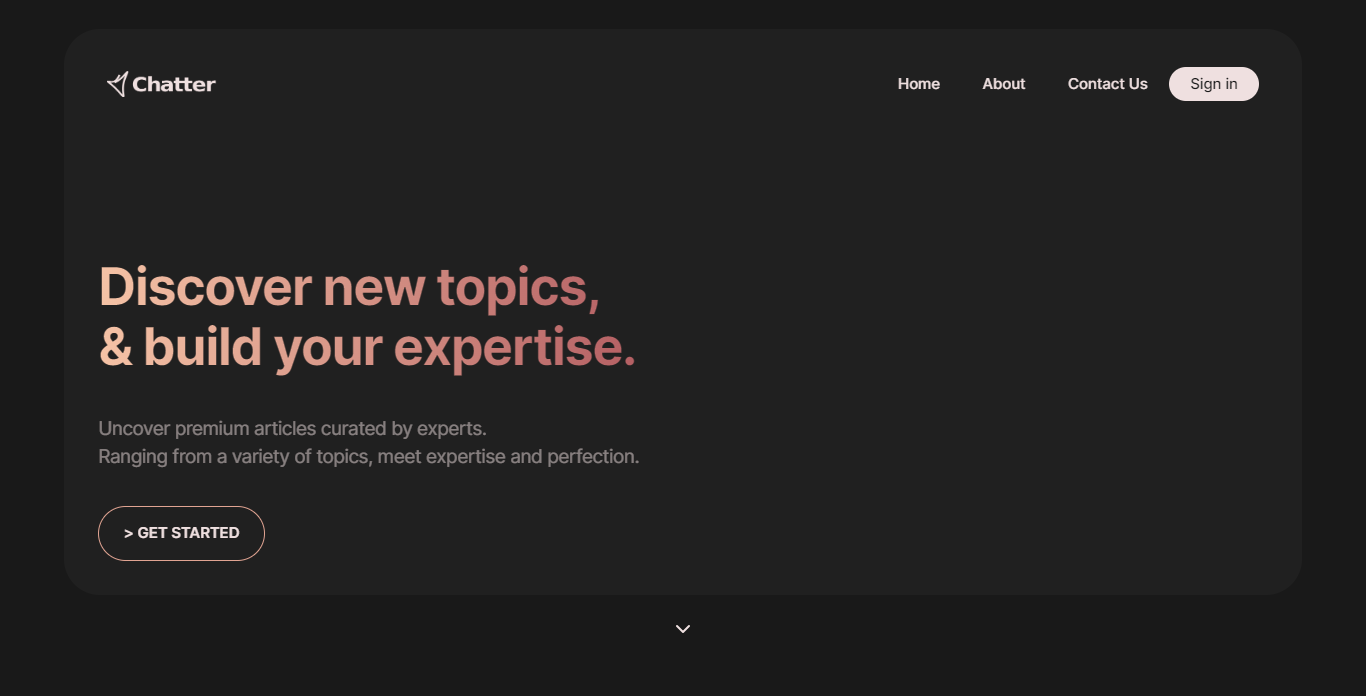 Chatter
Home About Contact Us Sign in
Discover new topics,
& build your expertise.
Uncover premium articles curated by experts.
Ranging from a variety of topics, meet expertise and perfection.
> GET STARTED